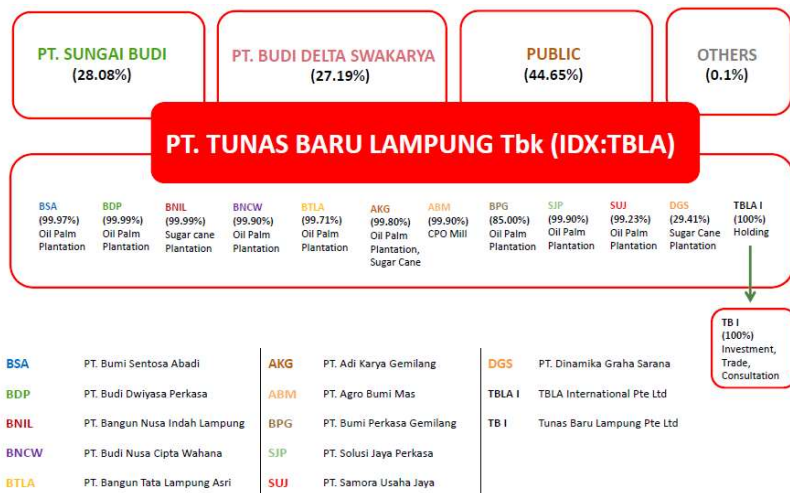 PT. SUNGAI BUDI
(28.08%)
PT. BUDI DELTA SWAKARYA
(27.19%)
PUBLIC
(44.65%)
OTHERS
(0.1%)
PT. TUNAS BARU LAMPUNG Tbk (IDX:TBLA)
BSA
(99.97%)
Oil Palm
Plantation
BDP
(99.99%)
Oil Palm
Plantation
BNIL
(99.99%)
Sugar cane
Plantation
BNCW
(99.90%)
Oil Palm
Plantation
BTLA
(99.71%)
Oil Palm
Plantation
AKG
(99.80%)
Oil Palm
Plantation,
Sugar Cane
ABM
(99.90%)
CPO Mill
BPG
(85.00%)
Oil Palm
Plantation
SJP
(99.90%)
Oil Palm
Plantation
SUJ
(99.23%)
Oil Palm
Plantation
DGS
(29.41%)
Sugar Cane
Plantation
TBLA I
(100%)
Holding
TB I
(100%)
Investment,
Trade,
Consultation
BSA PT. Bumi Sentosa Abadi
BDP PT. Budi Dwiyasa Perkasa
BNIL PT. Bangun Nusa Indah Lampung
BNCW PT. Budi Nusa Cipta Wahana
BTLA PT. Bangun Tata Lampung Asri
AKG PT. Adi Karya Gemilang
ABM PT. Agro Bumi Mas
BPG PT. Bumi Perkasa Gemilang
SJP PT. Solusi Jaya Perkasa
SUJ PT. Samora Usaha Jaya
DGS PT. Dinamika Graha Sarana
TBLA I TBLA International Pte Ltd
TB I Tunas Baru Lampung Pte Ltd